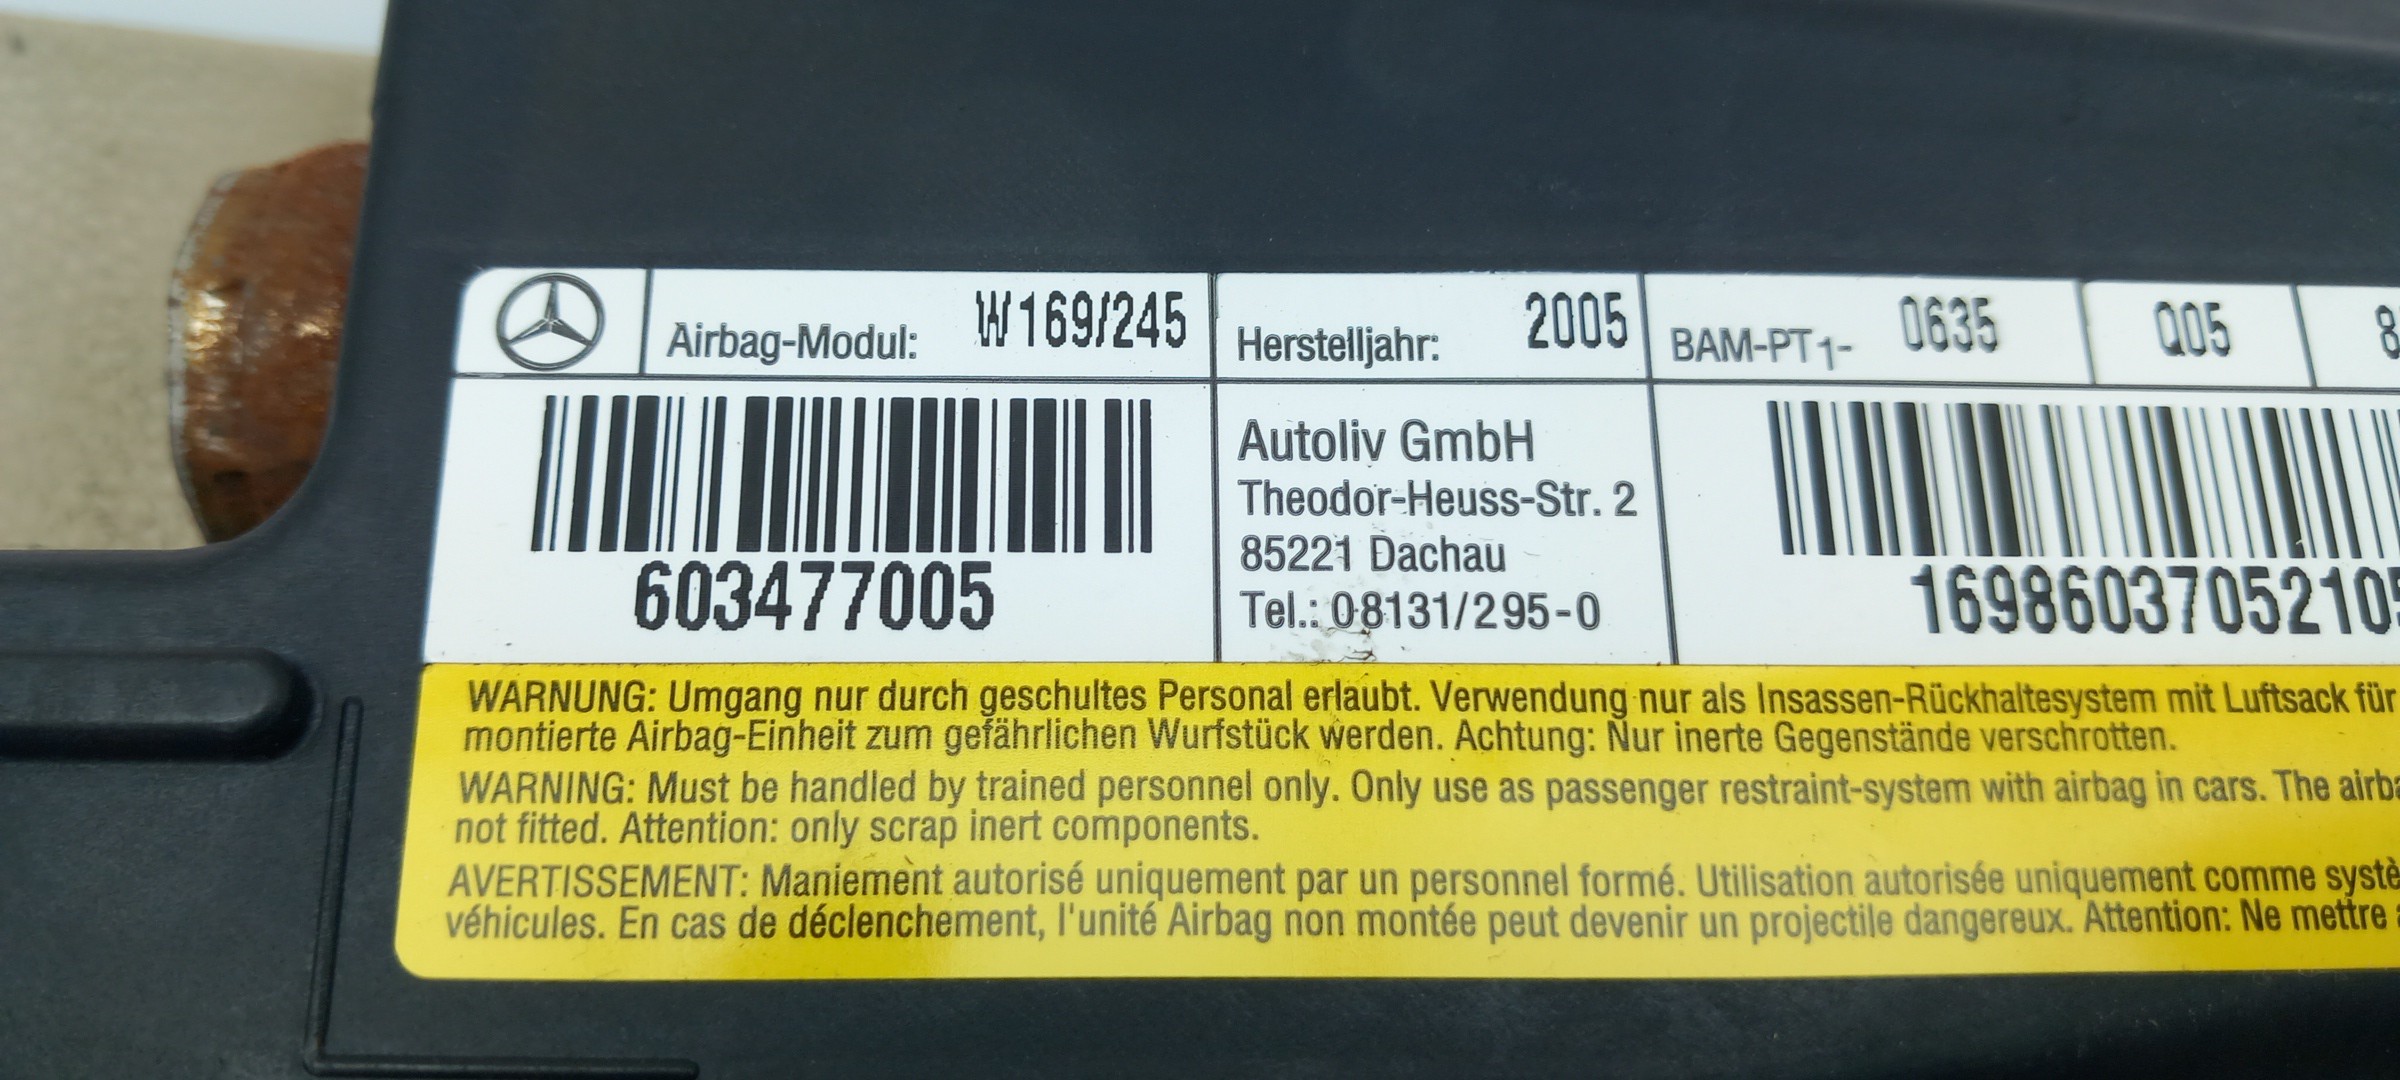 Airbag-Modul: W169/245 Herstelljahr: 2005 BAM-PT1- 0635 Q05 8
603477005
Autoliv GmbH
Theodor-Heuss-Str. 2
85221 Dachau
Tel.: 08131/295-0
16986037052105
WARNUNG: Umgang nur durch geschultes Personal erlaubt. Verwendung nur als Insassen-Rückhaltesystem mit Luftsack für
montierte Airbag-Einheit zum gefährlichen Wurfstück werden. Achtung: Nur inerte Gegenstände verschrotten.
WARNING: Must be handled by trained personnel only. Only use as passenger restraint-system with airbag in cars. The airba
not fitted. Attention: only scrap inert components.
AVERTISSEMENT: Maniement autorisé uniquement par un personnel formé. Utilisation autorisée uniquement comme systè
véhicules. En cas de déclenchement, l'unité Airbag non montée peut devenir un projectile dangereux. Attention: Ne mettre